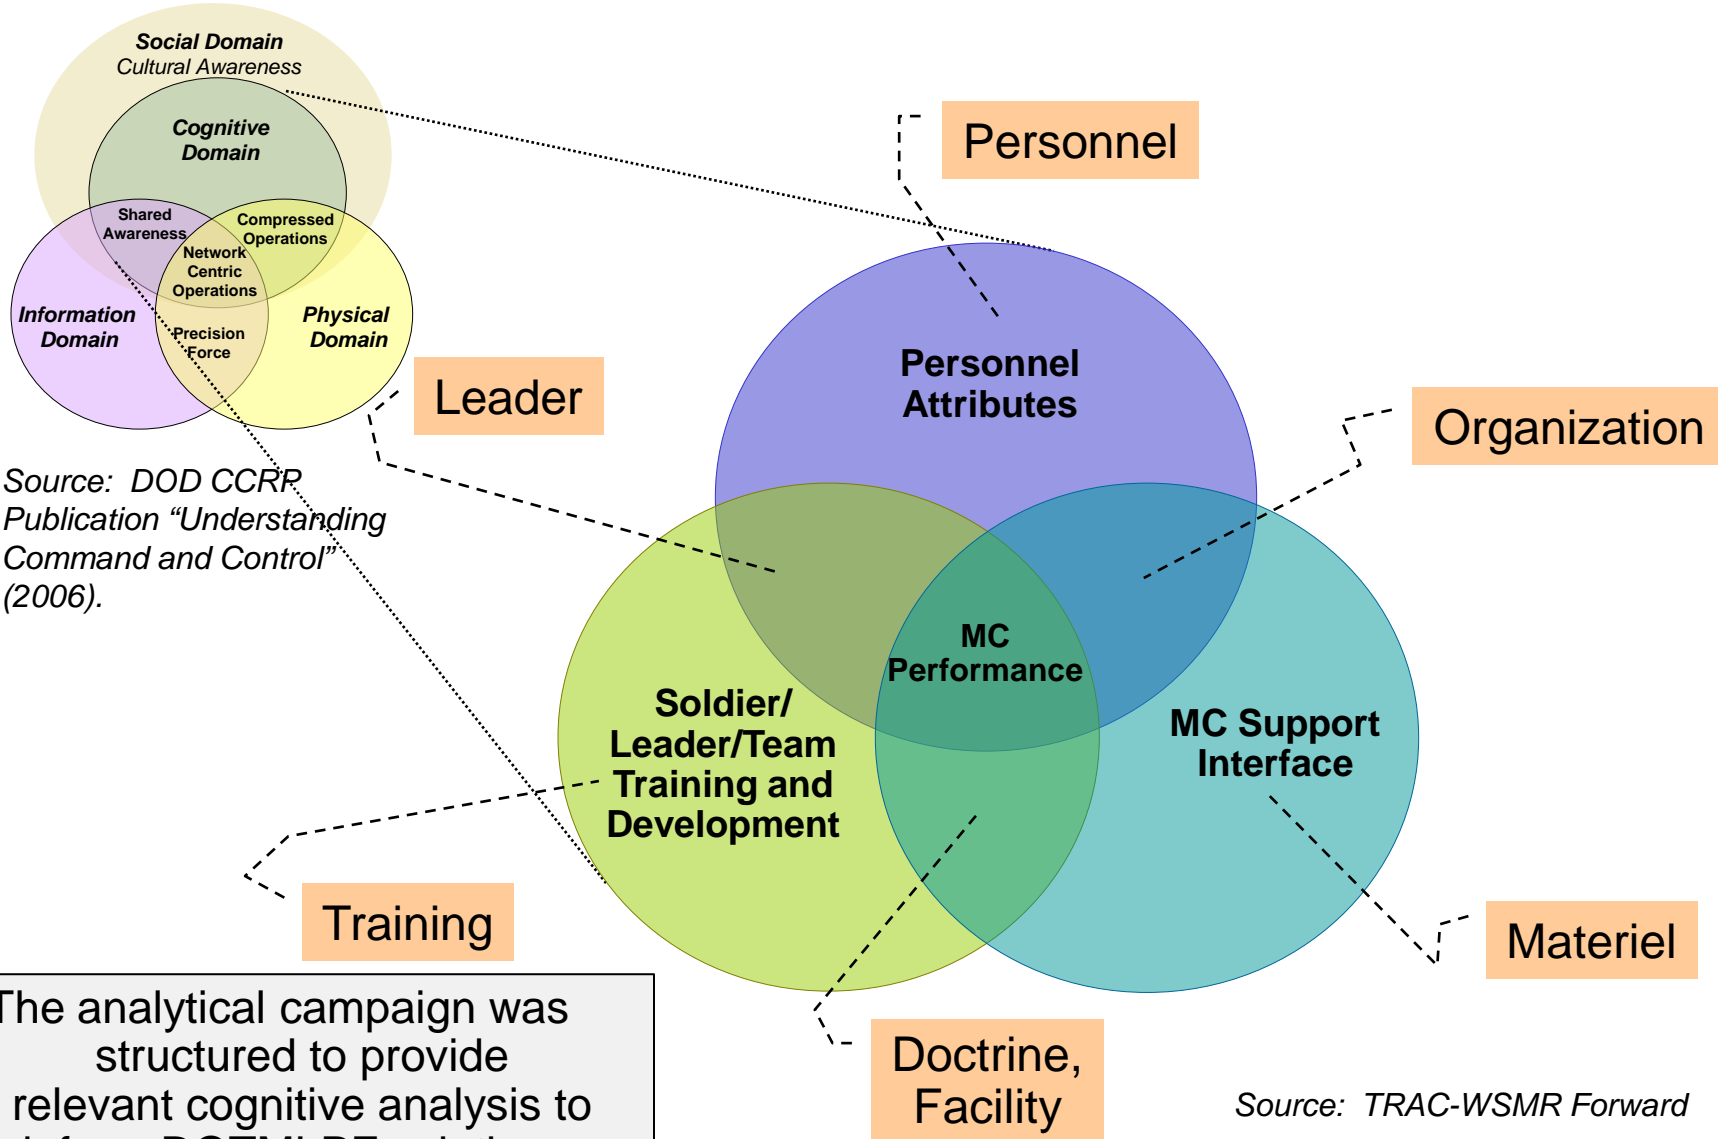 Social Domain
Cultural Awareness
Cognitive
Domain
Shared
Awareness
Compressed
Operations
Network
Centric
Operations
Information
Domain
Physical
Domain
Precision
Force
Source: DOD CCRP
Publication “Understanding
Command and Control”
(2006).
Personnel
Leader
Organization
Personnel
Attributes
MC
Performance
Soldier/
Leader/Team
Training and
Development
MC Support
Interface
Training
Materiel
Doctrine,
Facility
The analytical campaign was
structured to provide
relevant cognitive analysis to
Source: TRAC-WSMR Forward